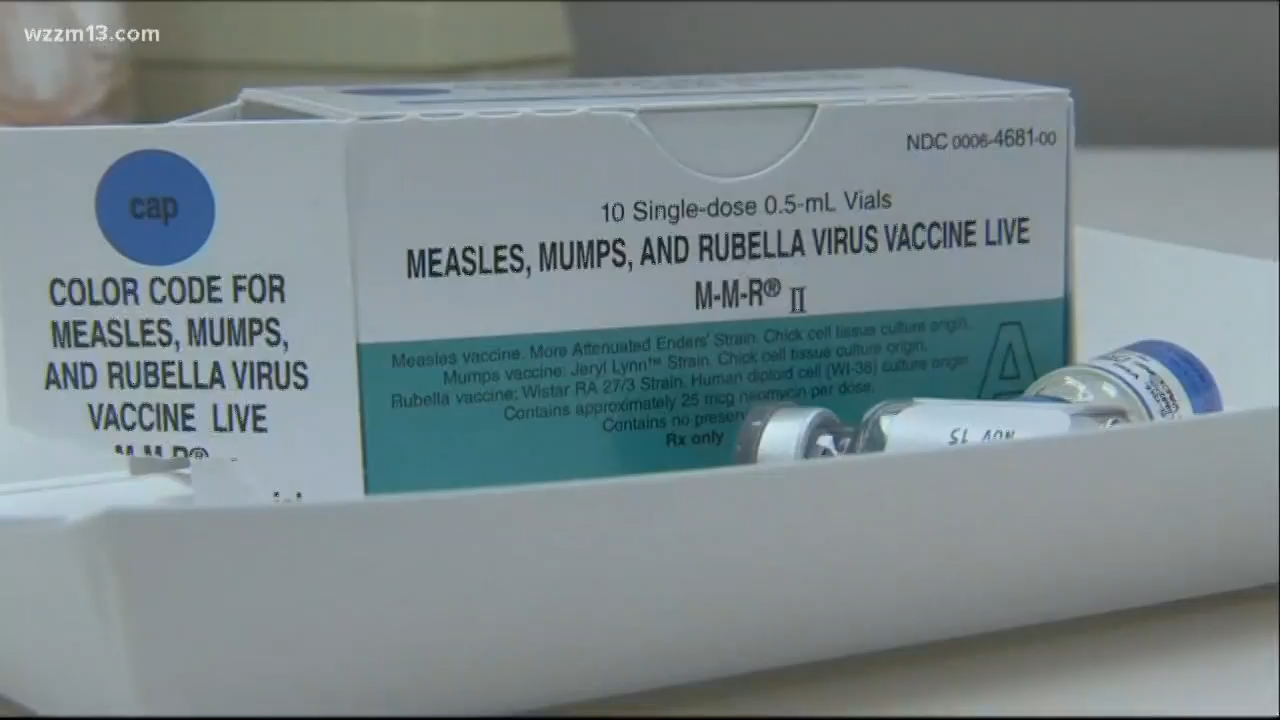 wzzm13.com
cap
COLOR CODE FOR
MEASLES, MUMPS,
AND RUBELLA VIRUS
VACCINE LIVE
M-M-R®
NDC 0006-4681-00
10 Single-dose 0.5-mL Vials
MEASLES, MUMPS, AND RUBELLA VIRUS VACCINE LIVE
M-M-R® II
Measles vaccine. More Attenuated Enders' Strain. Chick cell tissue culture origin.
Mumps vaccine: Jeryl Lynn™ Strain. Chick cell tissue culture origin.
Rubella vaccine: Wistar RA 27/3 Strain. Human diploid cell (WI-38) culture origin
Contains approximately 25 mcg neomycin per dose.
Contains no
Rx only
A